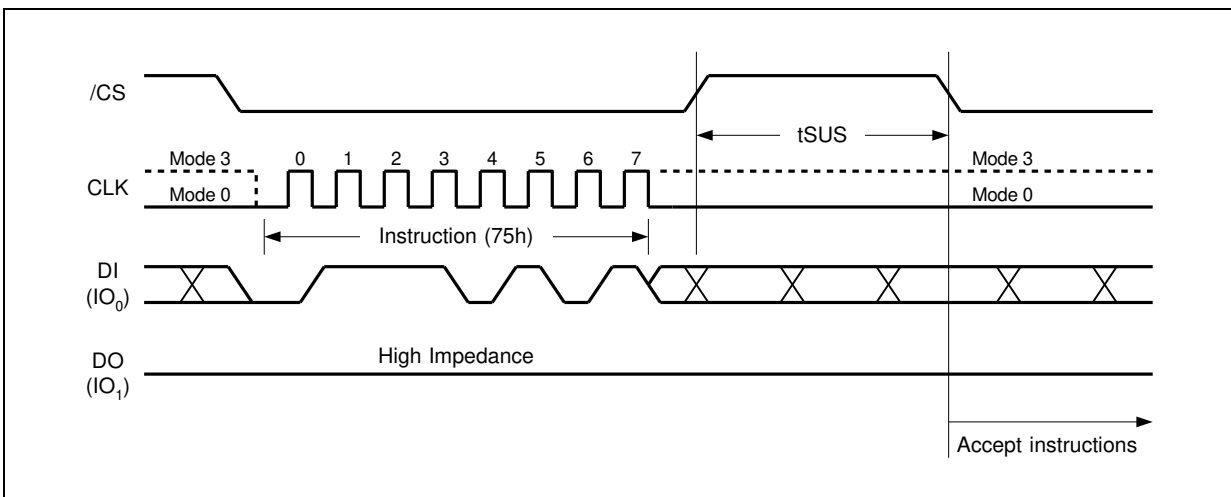 /CS
tSUS
Mode 3 0 1 2 3 4 5 6 7 Mode 3
CLK
Mode 0 Mode 0
Instruction (75h)
DI
(IO₀)
High Impedance
DO
(IO₁)
Accept instructions